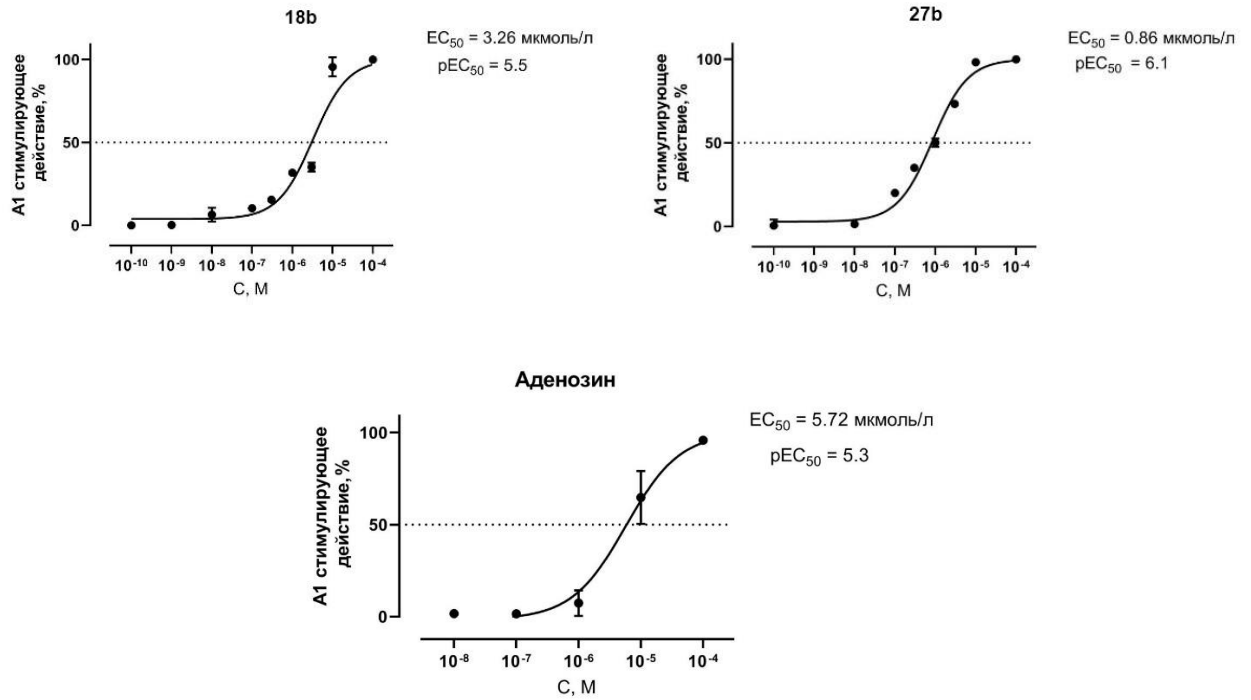 18b
EC₅₀ = 3.26 мкмоль/л
pEC₅₀ = 5.5
А1 стимулирующее
действие,%
100
50
0
10⁻¹⁰ 10⁻⁹ 10⁻⁸ 10⁻⁷ 10⁻⁶ 10⁻⁵ 10⁻⁴
C, M
27b
EC₅₀ = 0.86 мкмоль/л
pEC₅₀ = 6.1
А1 стимулирующее
действие,%
100
50
0
10⁻¹⁰ 10⁻⁹ 10⁻⁸ 10⁻⁷ 10⁻⁶ 10⁻⁵ 10⁻⁴
C, M
Аденозин
EC₅₀ = 5.72 мкмоль/л
pEC₅₀ = 5.3
А1 стимулирующее
действие,%
100
50
0
10⁻⁸ 10⁻⁷ 10⁻⁶ 10⁻⁵ 10⁻⁴
C, M